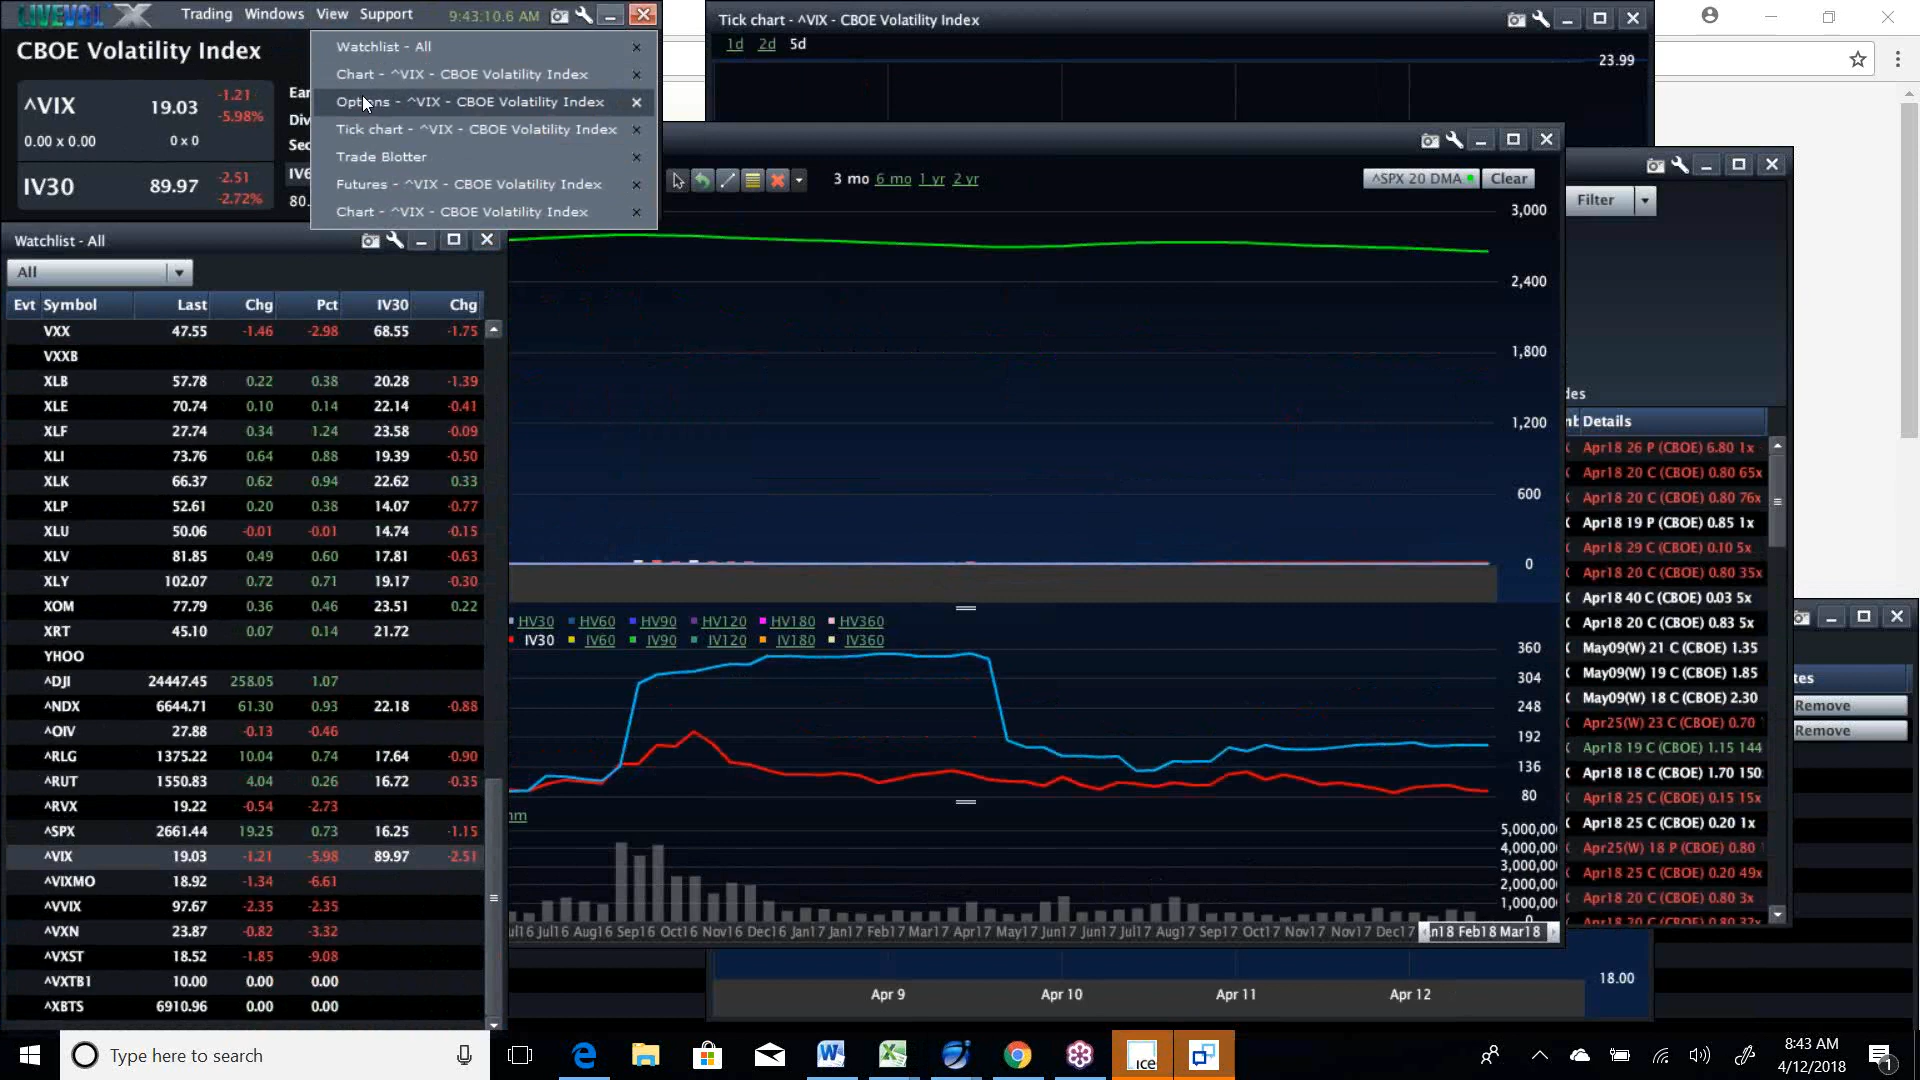 LIVEVOL X Trading Windows View Support 9:43:10.6 AM
CBOE Volatility Index
^VIX 19.03 -1.21 -5.98%
0.00 x 0.00 0 x 0
IV30 89.97 -2.51 -2.72%
Ear
Div
Sec
IV6
80.
Watchlist - All
Chart - ^VIX - CBOE Volatility Index
Options - ^VIX - CBOE Volatility Index
Tick chart - ^VIX - CBOE Volatility Index
Trade Blotter
Futures - ^VIX - CBOE Volatility Index
Chart - ^VIX - CBOE Volatility Index
Watchlist - All
All
Evt Symbol Last Chg Pct IV30 Chg
VXX 47.55 -1.46 -2.98 68.55 -1.75
VXXB
XLB 57.78 0.22 0.38 20.28 -1.39
XLE 70.74 0.10 0.14 22.14 -0.41
XLF 27.74 0.34 1.24 23.58 -0.09
XLI 73.76 0.64 0.88 19.39 -0.50
XLK 66.37 0.62 0.94 22.62 0.33
XLP 52.61 0.20 0.38 14.07 -0.77
XLU 50.06 -0.01 -0.01 14.74 -0.15
XLV 81.85 0.49 0.60 17.81 -0.63
XLY 102.07 0.72 0.71 19.17 -0.30
XOM 77.79 0.36 0.46 23.51 0.22
XRT 45.10 0.07 0.14 21.72
YHOO
^DJI 24447.45 258.05 1.07
^NDX 6644.71 61.30 0.93 22.18 -0.88
^OIV 27.88 -0.13 -0.46
^RLG 1375.22 10.04 0.74 17.64 -0.90
^RUT 1550.83 4.04 0.26 16.72 -0.35
^RVX 19.22 -0.54 -2.73
^SPX 2661.44 19.25 0.73 16.25 -1.15
^VIX 19.03 -1.21 -5.98 89.97 -2.51
^VIXMO 18.92 -1.34 -6.61
^VVIX 97.67 -2.35 -2.35
^VXN 23.87 -0.82 -3.32
^VXST 18.52 -1.85 -9.08
^VXTB1 10.00 0.00 0.00
^XBTS 6910.96 0.00 0.00
Tick chart - ^VIX - CBOE Volatility Index
1d 2d 5d
23.99
3 mo 6 mo 1 yr 2 yr
^SPX 20 DMA Clear
3,000
2,400
1,800
1,200
600
0
HV30 HV60 HV90 HV120 HV180 HV360
IV30 IV60 IV90 IV120 IV180 IV360
360
304
248
192
136
80
nm
5,000,00
4,000,00
3,000,00
2,000,00
1,000,00
0
ul16 Jul16 Aug16 Sep16 Oct16 Nov16 Dec16 Jan17 Jan17 Feb17 Mar17 Apr17 May17 Jun17 Jun17 Jul17 Aug17 Sep17 Oct17 Nov17 Nov17 Dec17 n18 Feb18 Mar18
18.00
Apr 9 Apr 10 Apr 11 Apr 12
Filter
des
nt Details
Apr18 26 P (CBOE) 6.80 1x
Apr18 20 C (CBOE) 0.80 65x
Apr18 20 C (CBOE) 0.80 76x
Apr18 19 P (CBOE) 0.85 1x
Apr18 29 C (CBOE) 0.10 5x
Apr18 20 C (CBOE) 0.80 35x
Apr18 40 C (CBOE) 0.03 5x
Apr18 20 C (CBOE) 0.83 5x
May09(W) 21 C (CBOE) 1.35
May09(W) 19 C (CBOE) 1.85
May09(W) 18 C (CBOE) 2.30
Apr25(W) 23 C (CBOE) 0.70
Apr18 19 C (CBOE) 1.15 144
Apr18 18 C (CBOE) 1.70 150
Apr18 25 C (CBOE) 0.15 15x
Apr18 25 C (CBOE) 0.20 1x
Apr25(W) 18 P (CBOE) 0.80
Apr18 25 C (CBOE) 0.20 49x
Apr18 20 C (CBOE) 0.80 3x
Apr18 20 C (CBOE) 0.80 32x
tes
Remove
Remove
Type here to search
ice
8:43 AM
4/12/2018
1